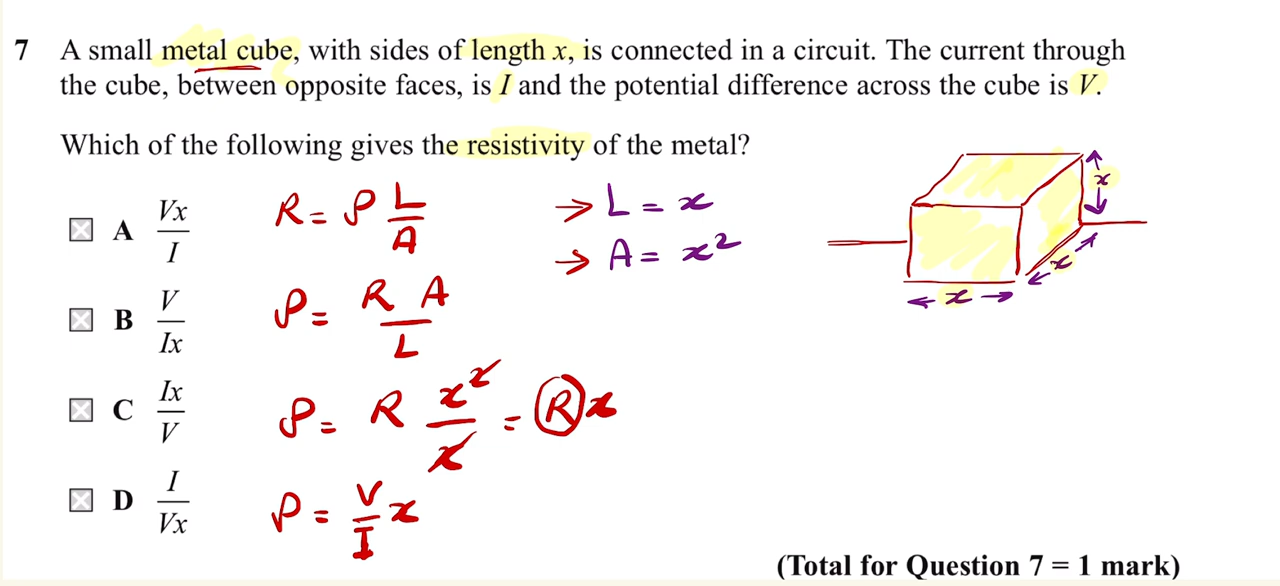 7 A small metal cube, with sides of length x, is connected in a circuit. The current through
the cube, between opposite faces, is I and the potential difference across the cube is V.
Which of the following gives the resistivity of the metal?
A Vx/I
B V/Ix
C Ix/V
D I/Vx
R = ρ L/A
ρ = R A/L
ρ = R x²/x = R x
ρ = V/I x
→ L = x
→ A = x²
x
x
x
(Total for Question 7 = 1 mark)